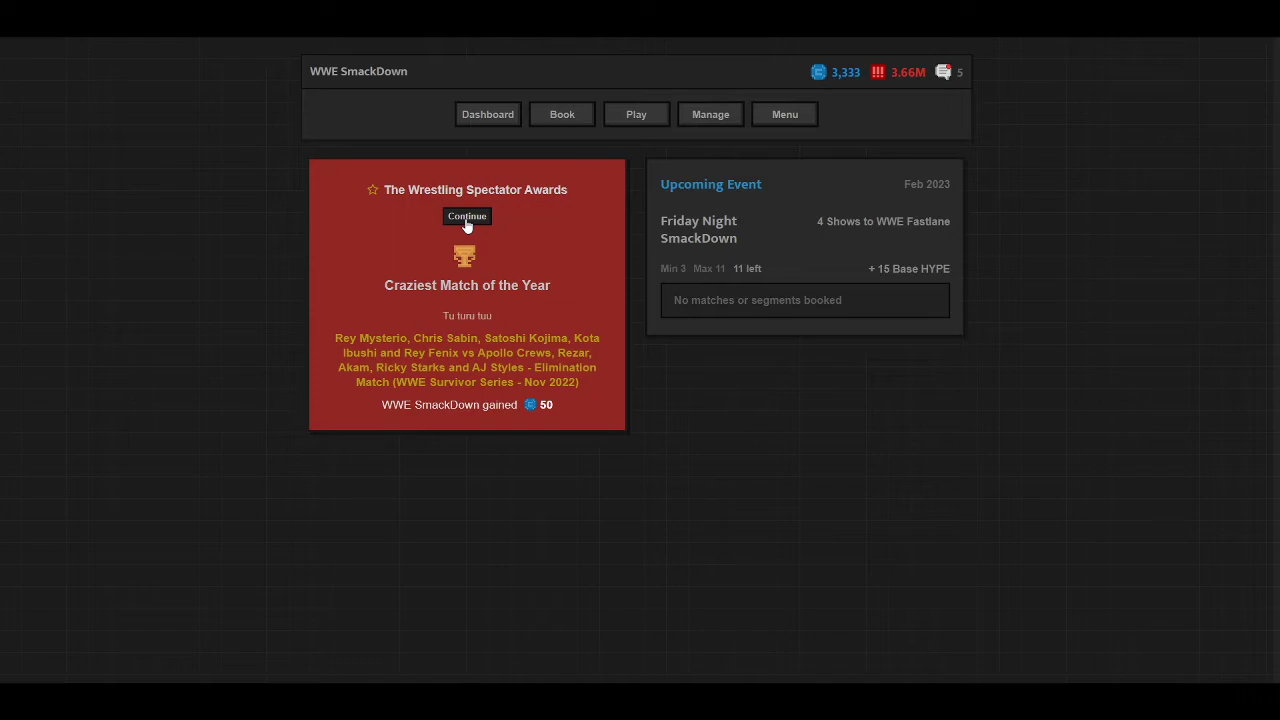 WWE SmackDown
3,333
3.66M
5
Dashboard
Book
Play
Manage
Menu
The Wrestling Spectator Awards
Continue
Craziest Match of the Year
Tu turu tuu
Rey Mysterio, Chris Sabin, Satoshi Kojima, Kota
Ibushi and Rey Fenix vs Apollo Crews, Rezar,
Akam, Ricky Starks and AJ Styles - Elimination
Match (WWE Survivor Series - Nov 2022)
WWE SmackDown gained 50
Upcoming Event
Feb 2023
Friday Night
SmackDown
4 Shows to WWE Fastlane
Min 3 Max 11 11 left
+ 15 Base HYPE
No matches or segments booked